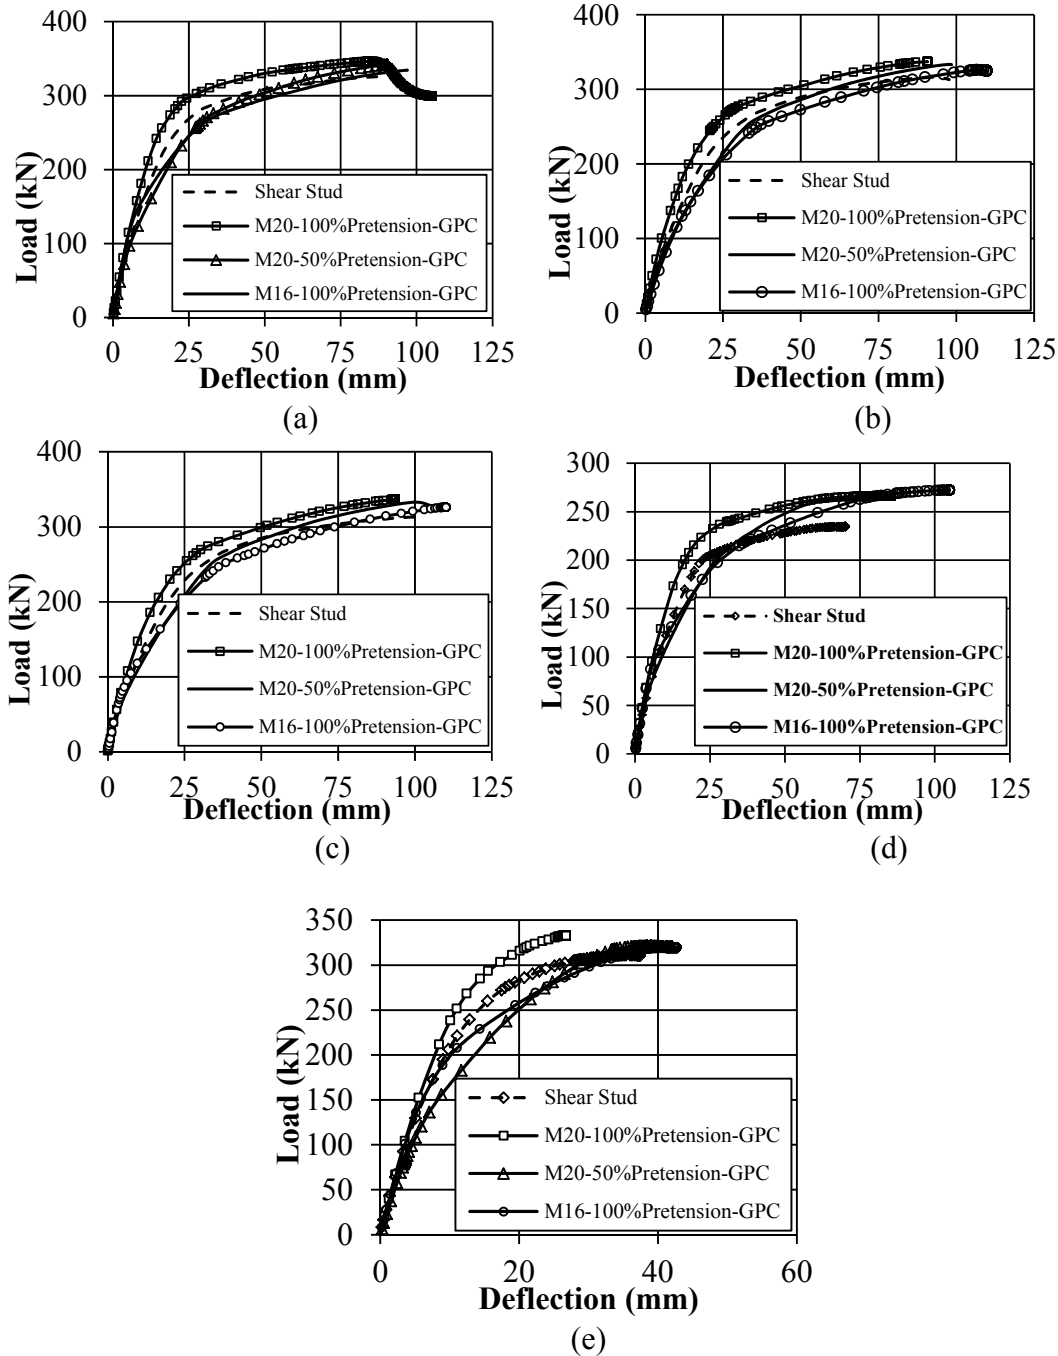 400
300
200
100
0
Load (kN)
Shear Stud
M20-100%Pretension-GPC
M20-50%Pretension-GPC
M16-100%Pretension-GPC
0 25 50 75 100 125
Deflection (mm)
(a)
400
300
200
100
0
Load (kN)
Shear Stud
M20-100%Pretension-GPC
M20-50%Pretension-GPC
M16-100%Pretension-GPC
0 25 50 75 100 125
Deflection (mm)
(b)
400
300
200
100
0
Load (kN)
Shear Stud
M20-100%Pretension-GPC
M20-50%Pretension-GPC
M16-100%Pretension-GPC
0 25 50 75 100 125
Deflection (mm)
(c)
300
250
200
150
100
50
0
Load (kN)
Shear Stud
M20-100%Pretension-GPC
M20-50%Pretension-GPC
M16-100%Pretension-GPC
0 25 50 75 100 125
Deflection (mm)
(d)
350
300
250
200
150
100
50
0
Load (kN)
Shear Stud
M20-100%Pretension-GPC
M20-50%Pretension-GPC
M16-100%Pretension-GPC
0 20 40 60
Deflection (mm)
(e)